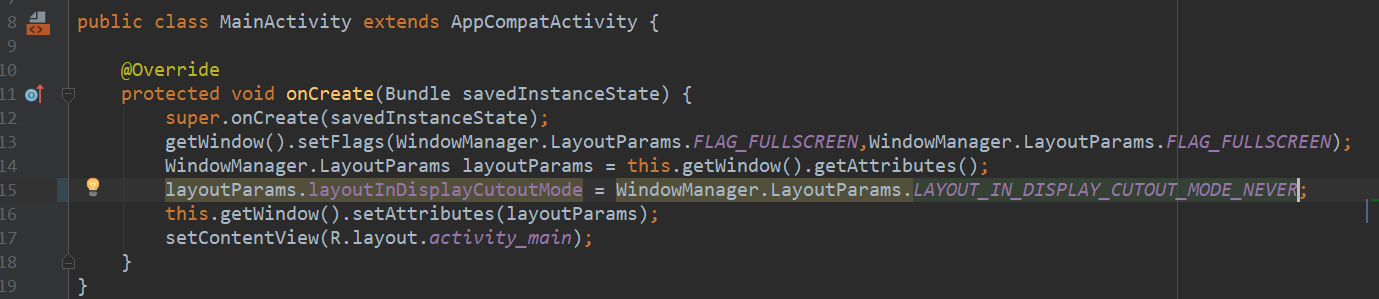 8 public class MainActivity extends AppCompatActivity {
9
10 @Override
11 protected void onCreate(Bundle savedInstanceState) {
12 super.onCreate(savedInstanceState);
13 getWindow().setFlags(WindowManager.LayoutParams.FLAG_FULLSCREEN,WindowManager.LayoutParams.FLAG_FULLSCREEN);
14 WindowManager.LayoutParams layoutParams = this.getWindow().getAttributes();
15 layoutParams.layoutInDisplayCutoutMode = WindowManager.LayoutParams.LAYOUT_IN_DISPLAY_CUTOUT_MODE_NEVER;
16 this.getWindow().setAttributes(layoutParams);
17 setContentView(R.layout.activity_main);
18 }
19 }